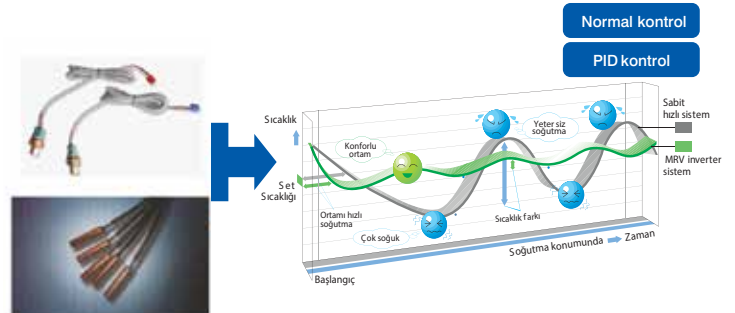 Normal kontrol
PID kontrol
Sıcaklık
Sabit
hızlı sistem
Konforlu
ortam
Yeter siz
soğutma
MRV inverter
sistem
Set
Sıcaklığı
Ortamı hızlı
soğutma
Sıcaklık farkı
Çok soğuk
Soğutma konumunda
Zaman
Başlangıç